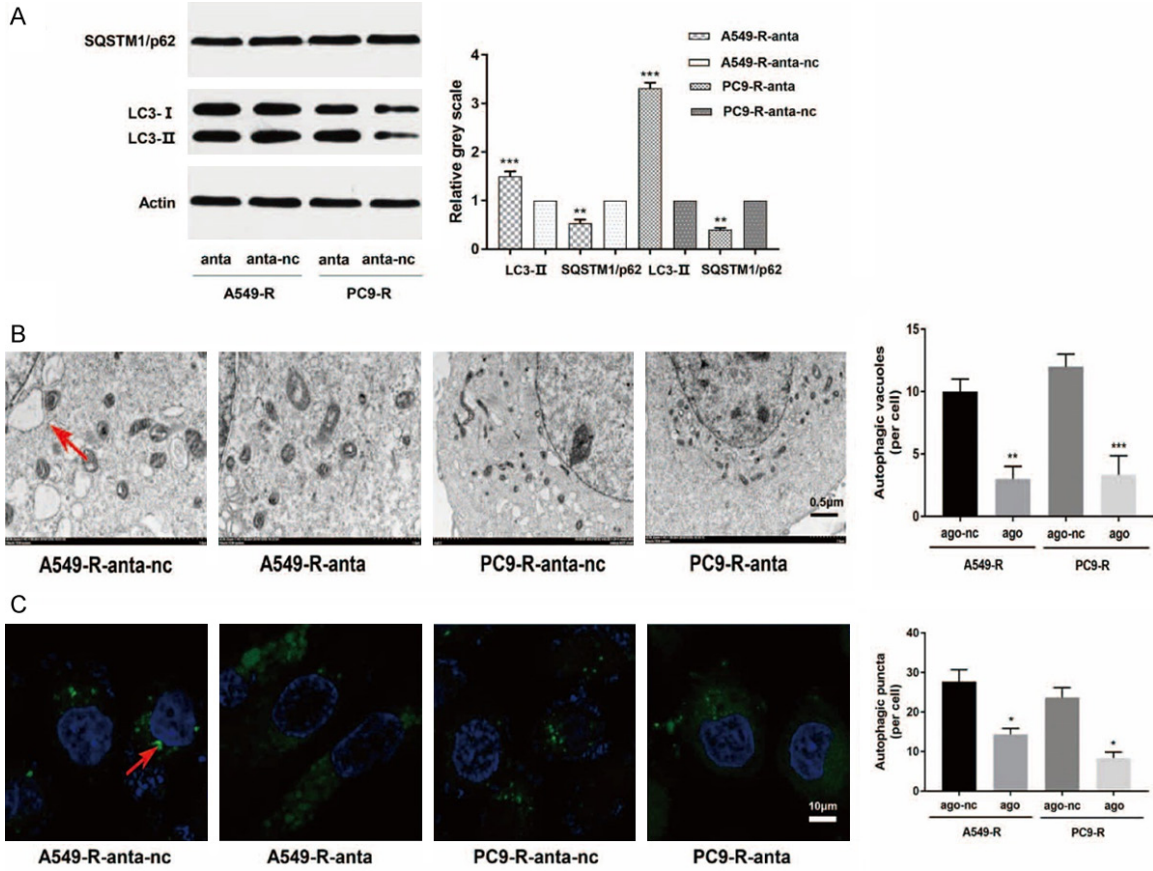 A
SQSTM1/p62
LC3-Ⅰ
LC3-Ⅱ
Actin
anta anta-nc anta anta-nc
A549-R PC9-R
Relative grey scale
4
3
2
1
0
***
**
***
**
LC3-Ⅱ SQSTM1/p62 LC3-Ⅱ SQSTM1/p62
A549-R-anta
A549-R-anta-nc
PC9-R-anta
PC9-R-anta-nc
B
0.5μm
A549-R-anta-nc A549-R-anta PC9-R-anta-nc PC9-R-anta
Autophagic vacuoles
(per cell)
15
10
5
0
**
***
ago-nc ago ago-nc ago
A549-R PC9-R
C
10μm
A549-R-anta-nc A549-R-anta PC9-R-anta-nc PC9-R-anta
Autophagic puncta
(per cell)
40
30
20
10
0
*
*
ago-nc ago ago-nc ago
A549-R PC9-R